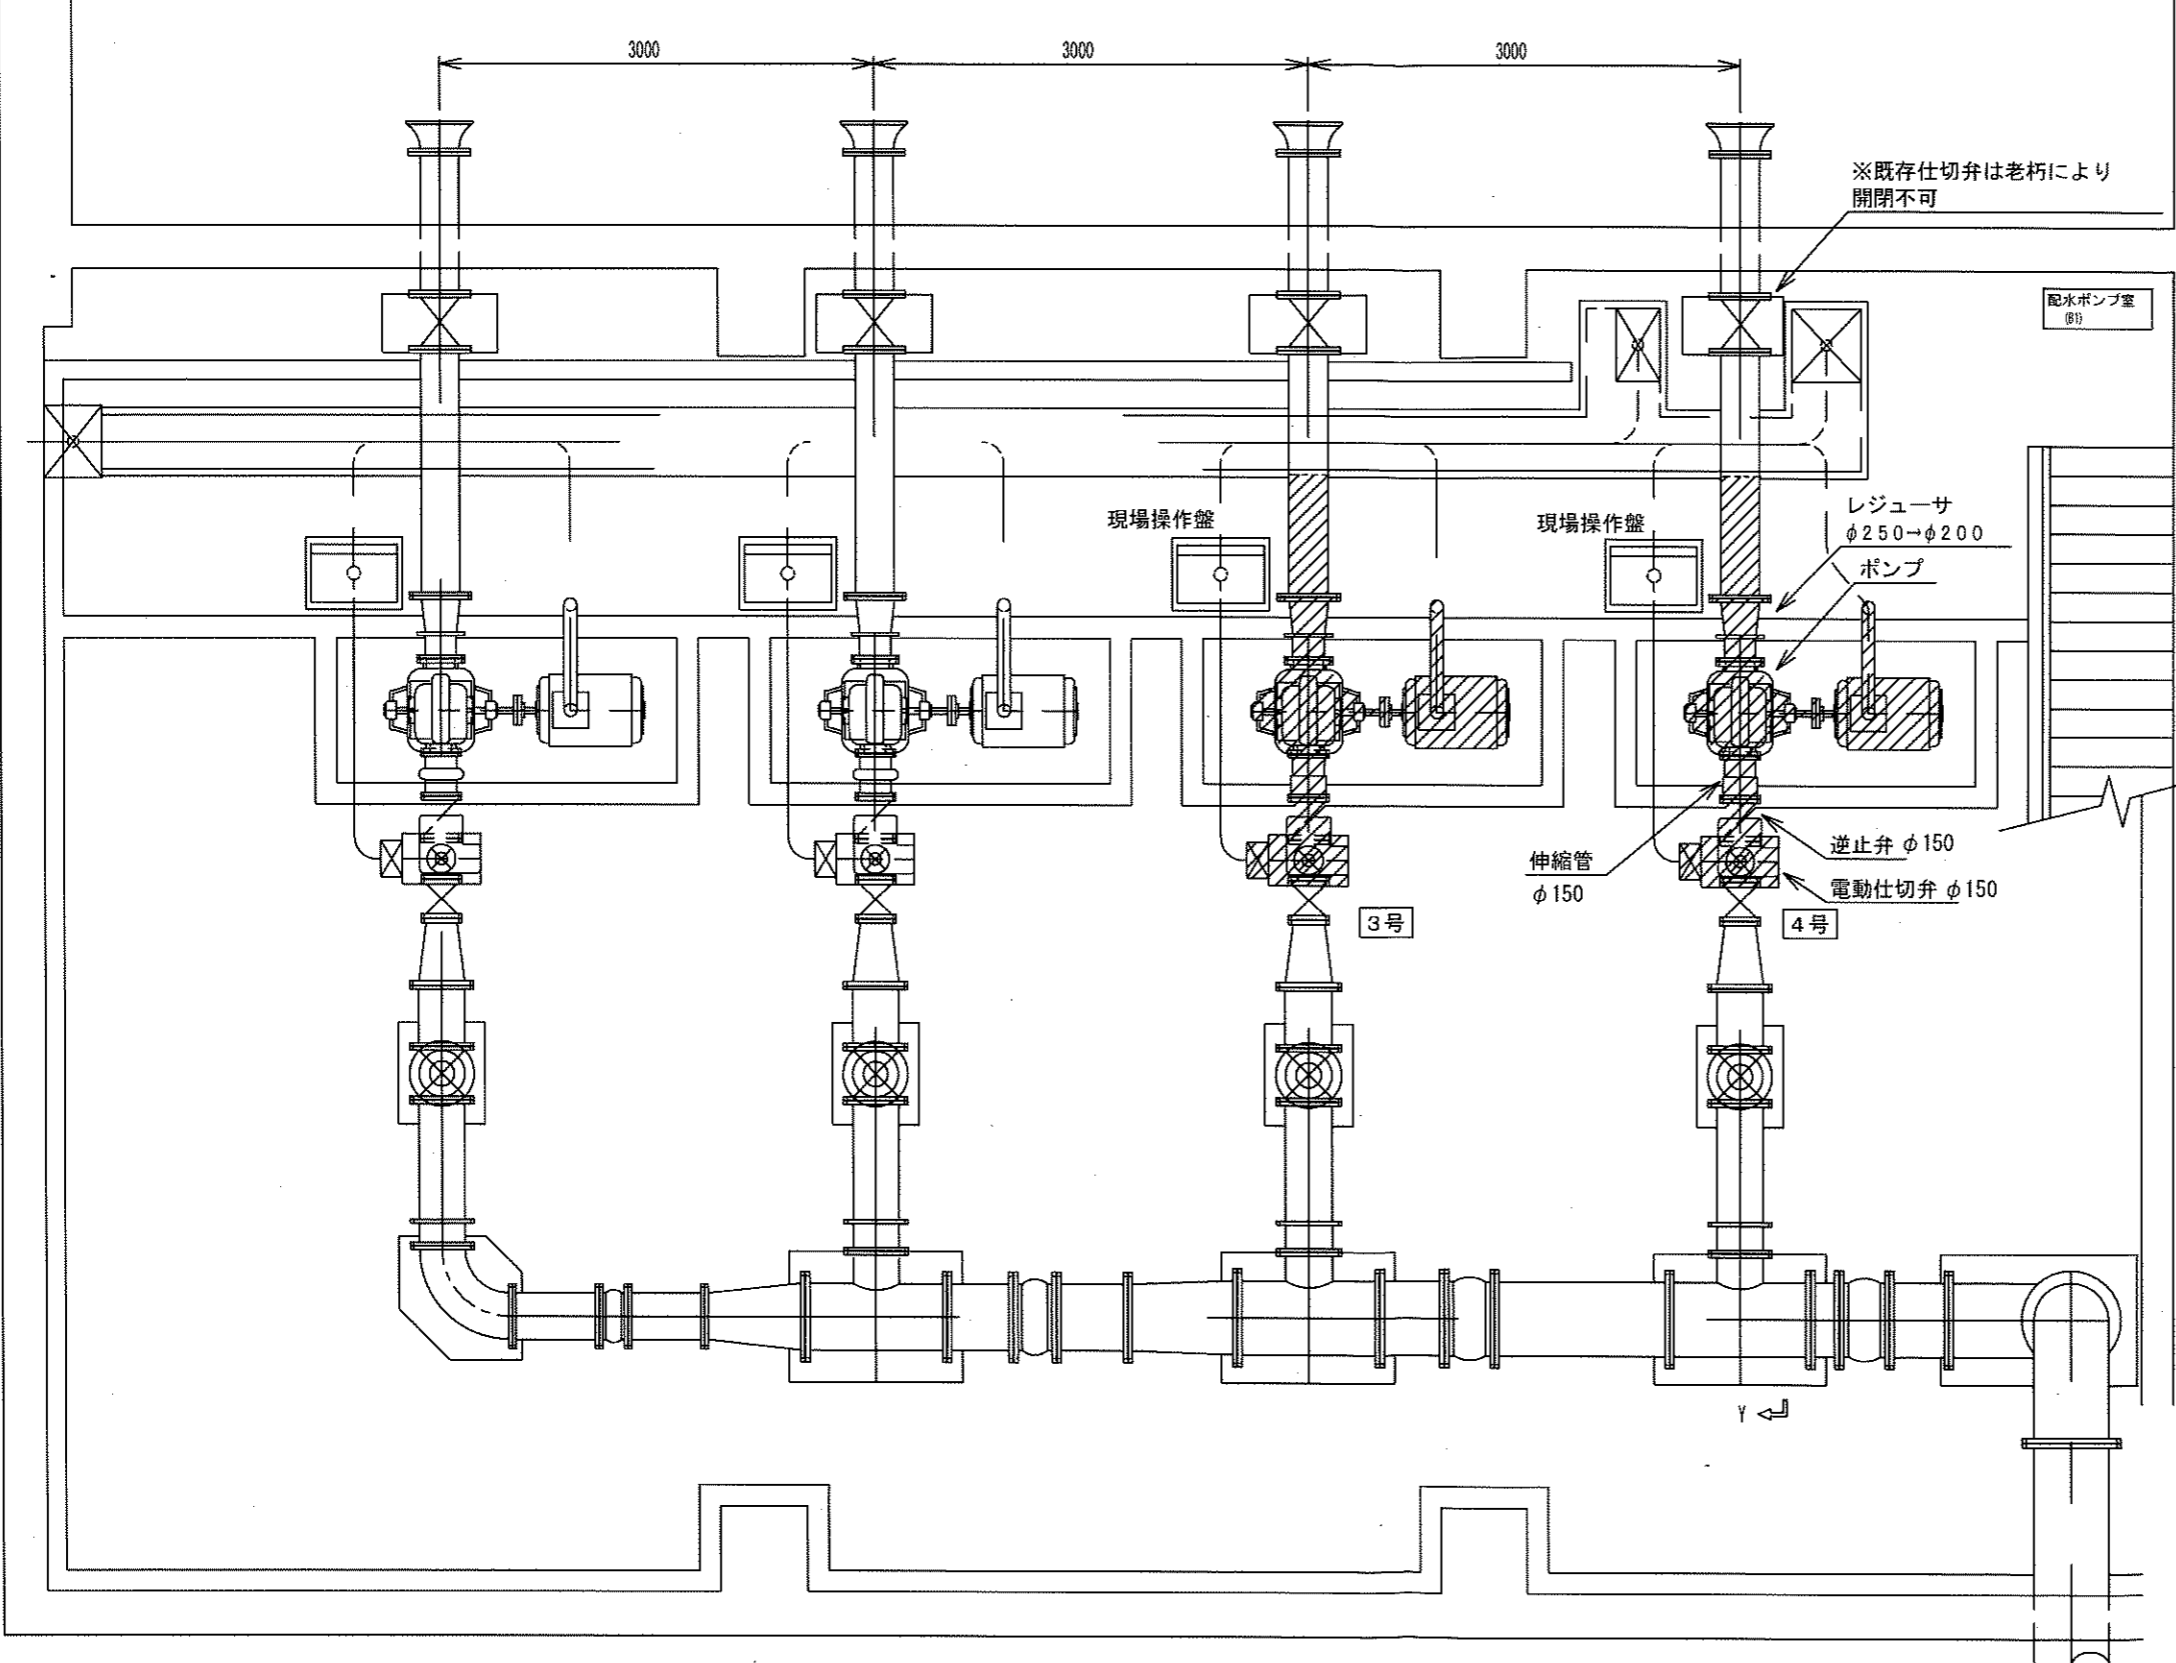 3000
3000
3000
※既存仕切弁は老朽により
開閉不可
配水ポンプ室
(B1)
現場操作盤
現場操作盤
レジューサ
φ250→φ200
ポンプ
伸縮管
φ150
逆止弁 φ150
電動仕切弁 φ150
3号
4号
Y